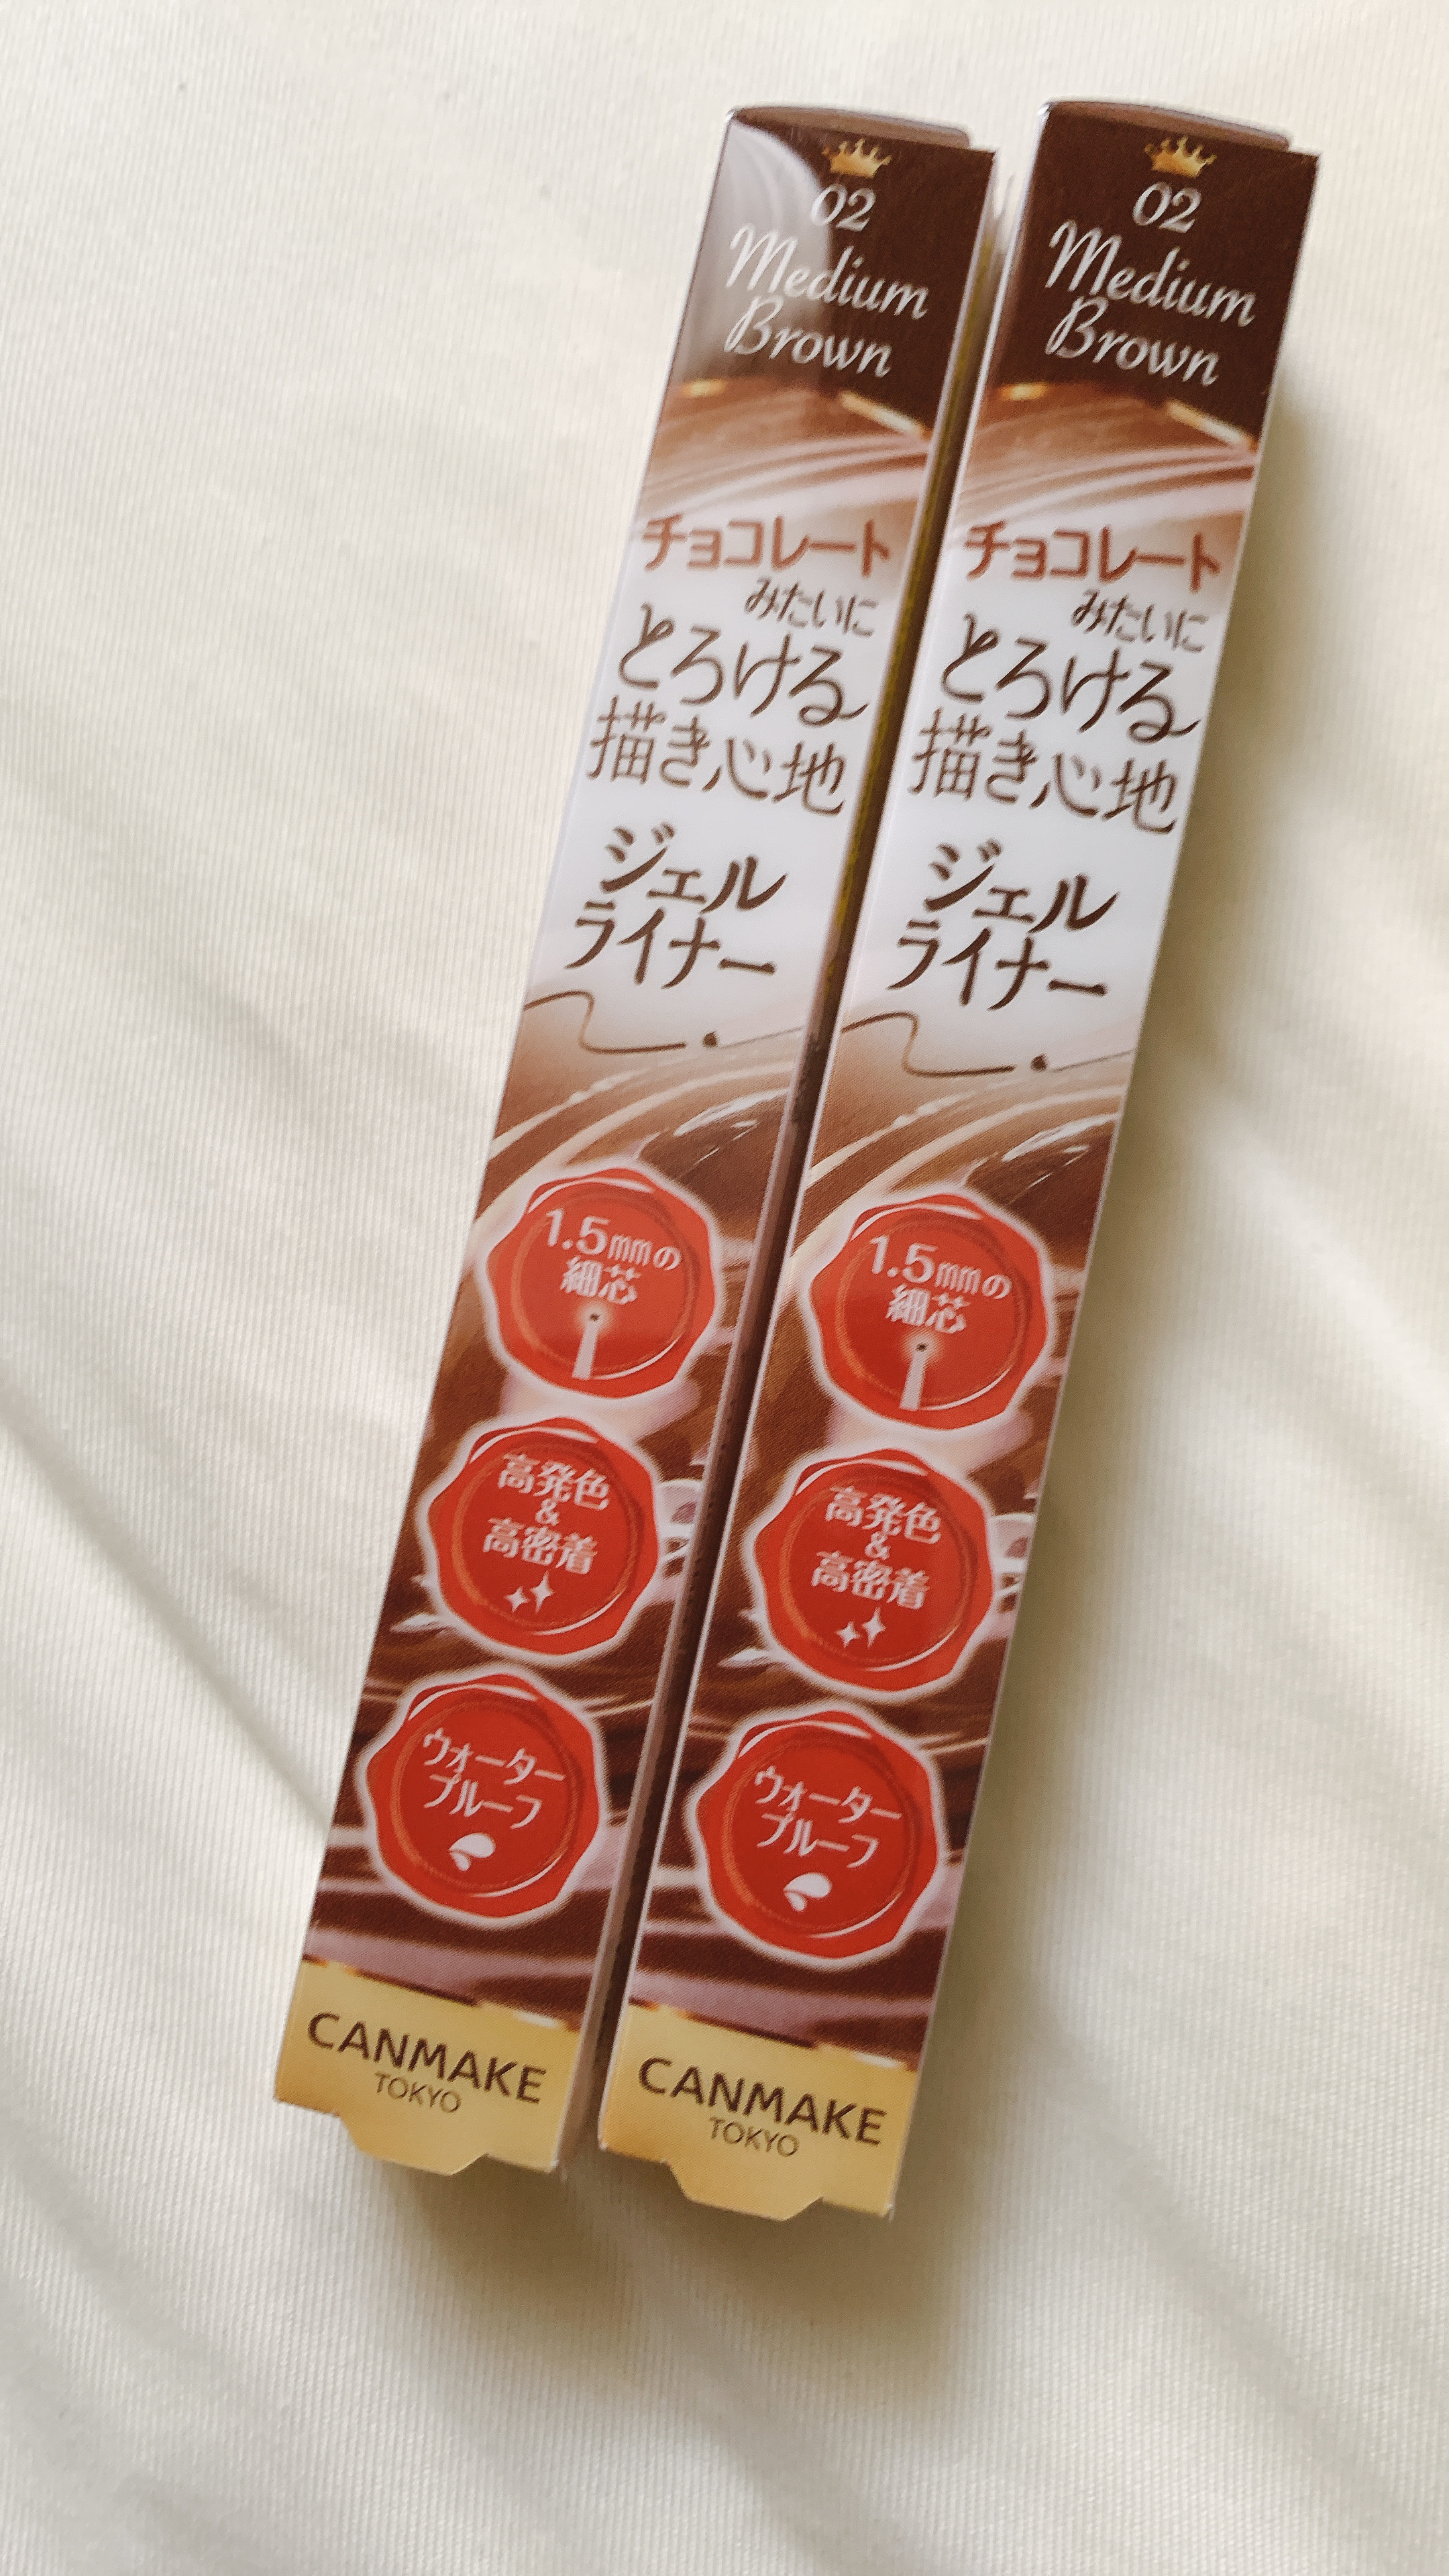 02
Medium
Brown
チョコレート
みたいに
とろける
描き心地
ジェル
ライナー
1.5㎜の
細芯
高発色
&
高密着
ウォーター
プルーフ
CANMAKE
TOKYO
02
Medium
Brown
チョコレート
みたいに
とろける
描き心地
ジェル
ライナー
1.5㎜の
細芯
高発色
&
高密着
ウォーター
プルーフ
CANMAKE
TOKYO